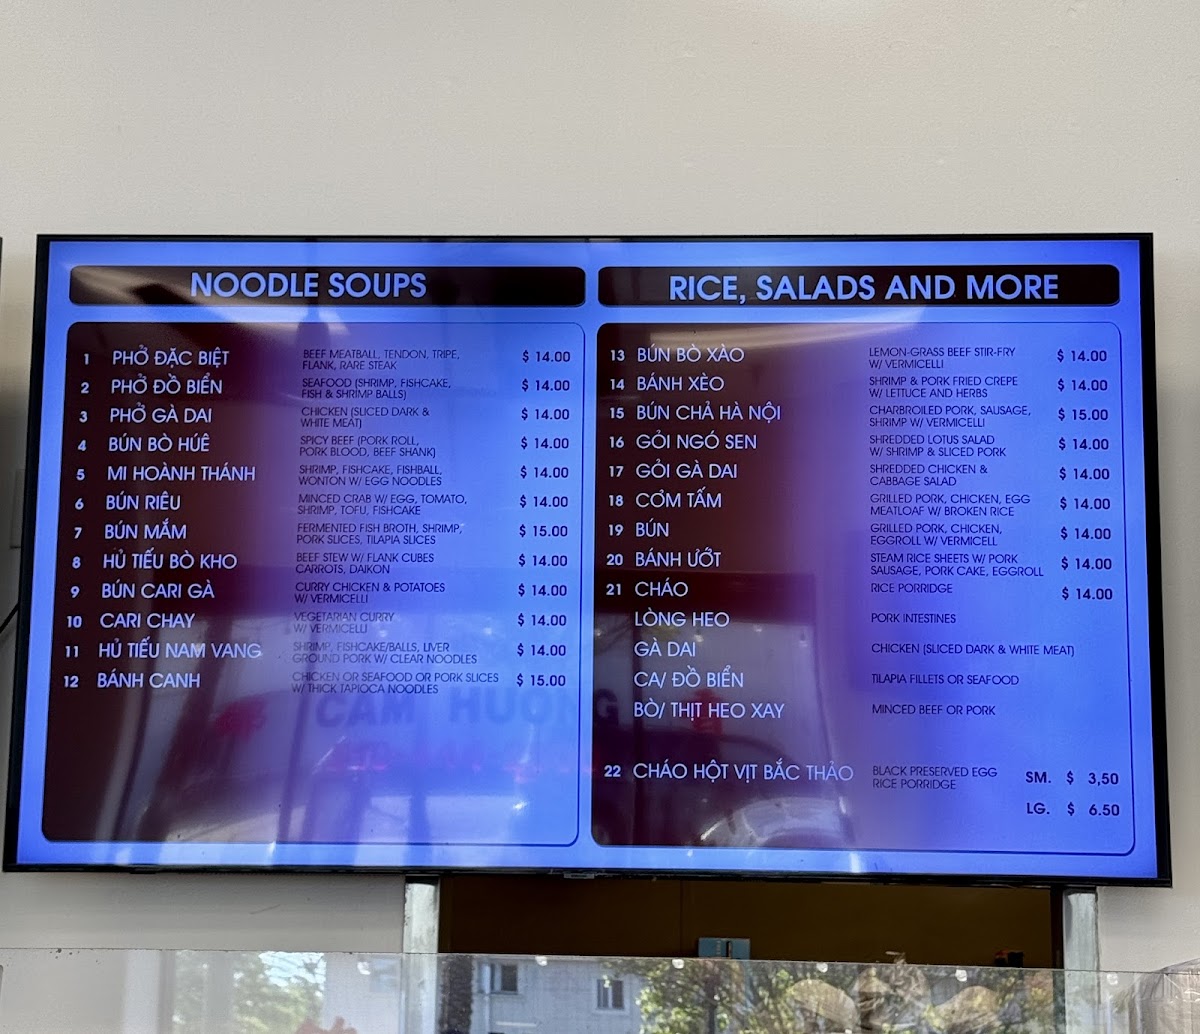 NOODLE SOUPS
1 PHỞ ĐẶC BIỆT BEEF MEATBALL, TENDON, TRIPE, FLANK, RARE STEAK $ 14.00
2 PHỞ ĐỒ BIỂN SEAFOOD (SHRIMP, FISHCAKE, FISH & SHRIMP BALLS) $ 14.00
3 PHỞ GÀ DAI CHICKEN (SLICED DARK & WHITE MEAT) $ 14.00
4 BÚN BÒ HÚÊ SPICY BEEF (PORK ROLL, PORK BLOOD, BEEF SHANK) $ 14.00
5 MI HOÀNH THÁNH SHRIMP, FISHCAKE, FISHBALL, WONTON W/ EGG NOODLES $ 14.00
6 BÚN RIÊU MINCED CRAB W/ EGG, TOMATO, SHRIMP, TOFU, FISHCAKE $ 14.00
7 BÚN MẮM FERMENTED FISH BROTH, SHRIMP, PORK SLICES, TILAPIA SLICES $ 15.00
8 HỦ TIẾU BÒ KHO BEEF STEW W/ FLANK CUBES CARROTS, DAIKON $ 14.00
9 BÚN CARI GÀ CURRY CHICKEN & POTATOES W/ VERMICELLI $ 14.00
10 CARI CHAY VEGETARIAN CURRY W/ VERMICELLI $ 14.00
11 HỦ TIẾU NAM VANG SHRIMP, FISHCAKE/BALLS, LIVER GROUND PORK W/ CLEAR NOODLES $ 14.00
12 BÁNH CANH CHICKEN OR SEAFOOD OR PORK SLICES W/ THICK TAPIOCA NOODLES $ 15.00
CAM HUONG
RICE, SALADS AND MORE
13 BÚN BÒ XÀO LEMON-GRASS BEEF STIR-FRY W/ VERMICELLI $ 14.00
14 BÁNH XÈO SHRIMP & PORK FRIED CREPE W/ LETTUCE AND HERBS $ 14.00
15 BÚN CHẢ HÀ NỘI CHARBROILED PORK, SAUSAGE, SHRIMP W/ VERMICELLI $ 15.00
16 GỎI NGÓ SEN SHREDDED LOTUS SALAD W/ SHRIMP & SLICED PORK $ 14.00
17 GỎI GÀ DAI SHREDDED CHICKEN & CABBAGE SALAD $ 14.00
18 CƠM TẤM GRILLED PORK, CHICKEN, EGG MEATLOAF W/ BROKEN RICE $ 14.00
19 BÚN GRILLED PORK, CHICKEN, EGGROLL W/ VERMICELL $ 14.00
20 BÁNH ƯỚT STEAM RICE SHEETS W/ PORK SAUSAGE, PORK CAKE, EGGROLL $ 14.00
21 CHÁO RICE PORRIDGE $ 14.00
LÒNG HEO PORK INTESTINES
GÀ DAI CHICKEN (SLICED DARK & WHITE MEAT)
CA/ ĐỒ BIỂN TILAPIA FILLETS OR SEAFOOD
BÒ/ THỊT HEO XAY MINCED BEEF OR PORK
22 CHÁO HỘT VỊT BẮC THẢO BLACK PRESERVED EGG RICE PORRIDGE SM. $ 3,50
LG. $ 6.50